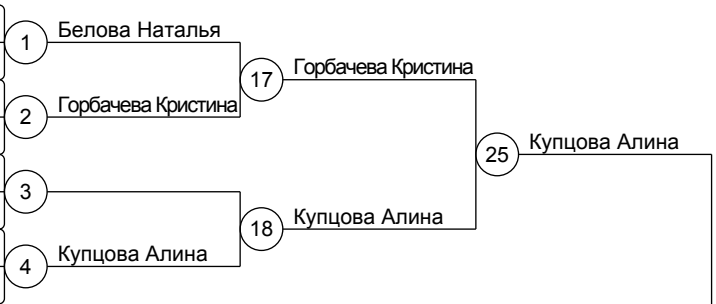 1 Белова Наталья
17 Горбачева Кристина
2 Горбачева Кристина
25 Купцова Алина
3
18 Купцова Алина
4 Купцова Алина